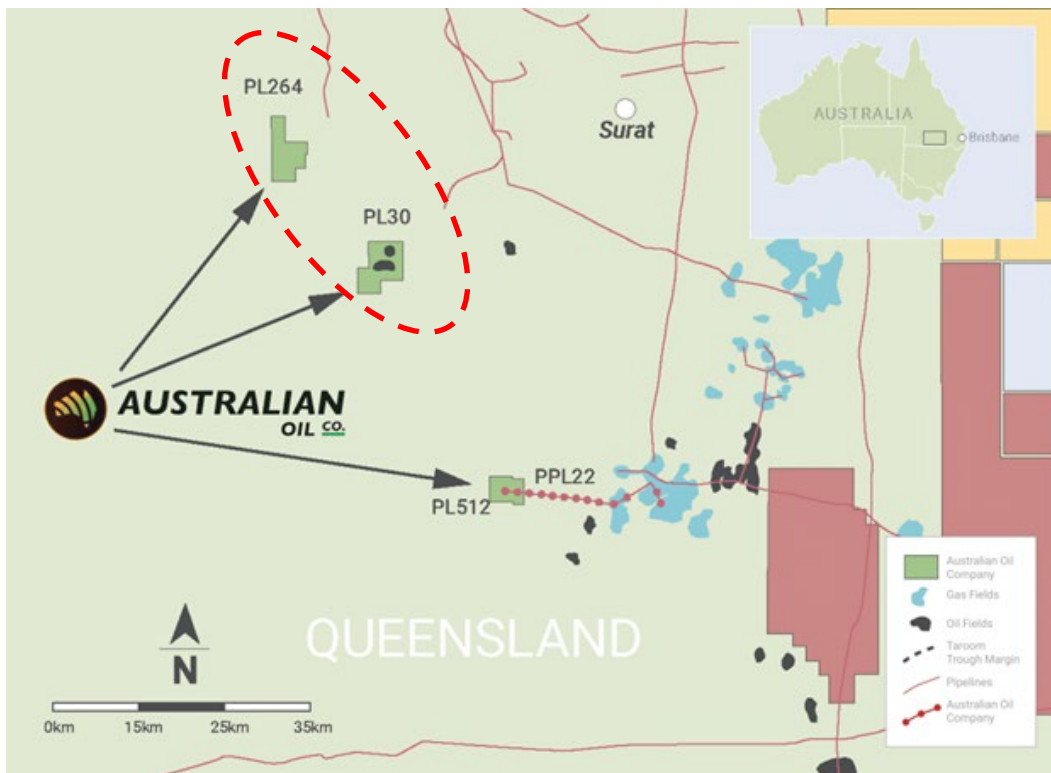 PL264
Surat
AUSTRALIA
Brisbane
PL30
AUSTRALIAN
OIL CO.
PPL22
PL512
QUEENSLAND
N
0km 15km 25km 35km
Australian Oil
Company
Gas Fields
Oil Fields
Taroom
Trough Margin
Pipelines
Australian Oil
Company